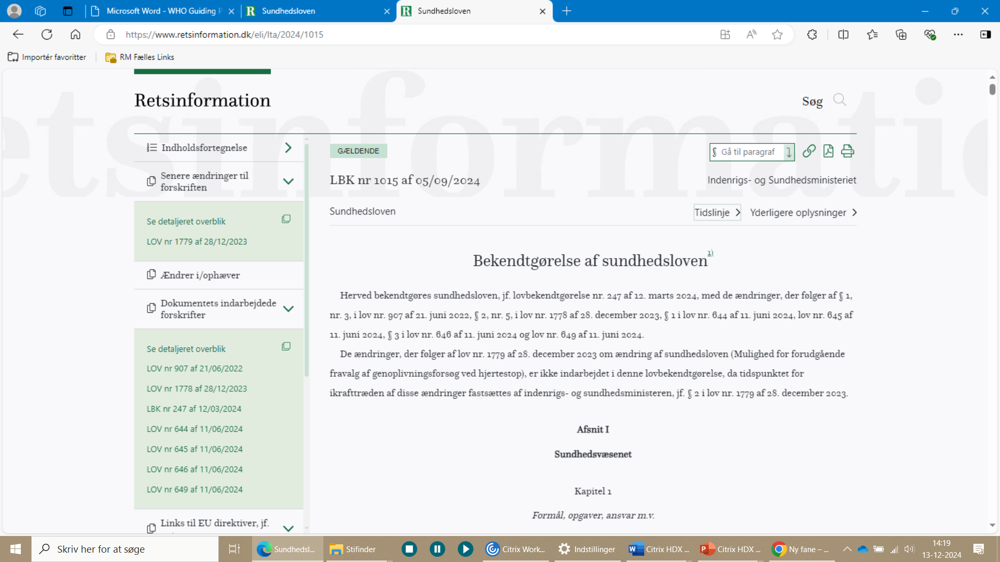 Microsoft Word - WHO Guiding P
Sundhedsloven
Sundhedsloven
https://www.retsinformation.dk/eli/lta/2024/1015
Importér favoritter
RM Fælles Links
etsinformatio
Retsinformation
Søg
Indholdsfortegnelse
Senere ændringer til
forskriften
Se detaljeret overblik
LOV nr 1779 af 28/12/2023
Ændrer i/ophæver
Dokumentets indarbejdede
forskrifter
Se detaljeret overblik
LOV nr 907 af 21/06/2022
LOV nr 1778 af 28/12/2023
LBK nr 247 af 12/03/2024
LOV nr 644 af 11/06/2024
LOV nr 645 af 11/06/2024
LOV nr 646 af 11/06/2024
LOV nr 649 af 11/06/2024
Links til EU direktiver, jf.
GÆLDENDE
§ Gå til paragraf
LBK nr 1015 af 05/09/2024
Indenrigs- og Sundhedsministeriet
Sundhedsloven
Tidslinje
Yderligere oplysninger
Bekendtgørelse af sundhedsloven1)
Herved bekendtgøres sundhedsloven, jf. lovbekendtgørelse nr. 247 af 12. marts 2024, med de ændringer, der følger af § 1,
nr. 3, i lov nr. 907 af 21. juni 2022, § 2, nr. 5, i lov nr. 1778 af 28. december 2023, § 1 i lov nr. 644 af 11. juni 2024, lov nr. 645 af
11. juni 2024, § 3 i lov nr. 646 af 11. juni 2024 og lov nr. 649 af 11. juni 2024.
De ændringer, der følger af lov nr. 1779 af 28. december 2023 om ændring af sundhedsloven (Mulighed for forudgående
fravalg af genoplivningsforsøg ved hjertestop), er ikke indarbejdet i denne lovbekendtgørelse, da tidspunktet for
ikrafttræden af disse ændringer fastsættes af indenrigs- og sundhedsministeren, jf. § 2 i lov nr. 1779 af 28. december 2023.
Afsnit I
Sundhedsvæsenet
Kapitel 1
Formål, opgaver, ansvar m.v.
Skriv her for at søge
Sundhedsl...
Stifinder
Citrix Work...
Indstillinger
Citrix HDX ...
Citrix HDX ...
Ny fane – ...
14:19
13-12-2024